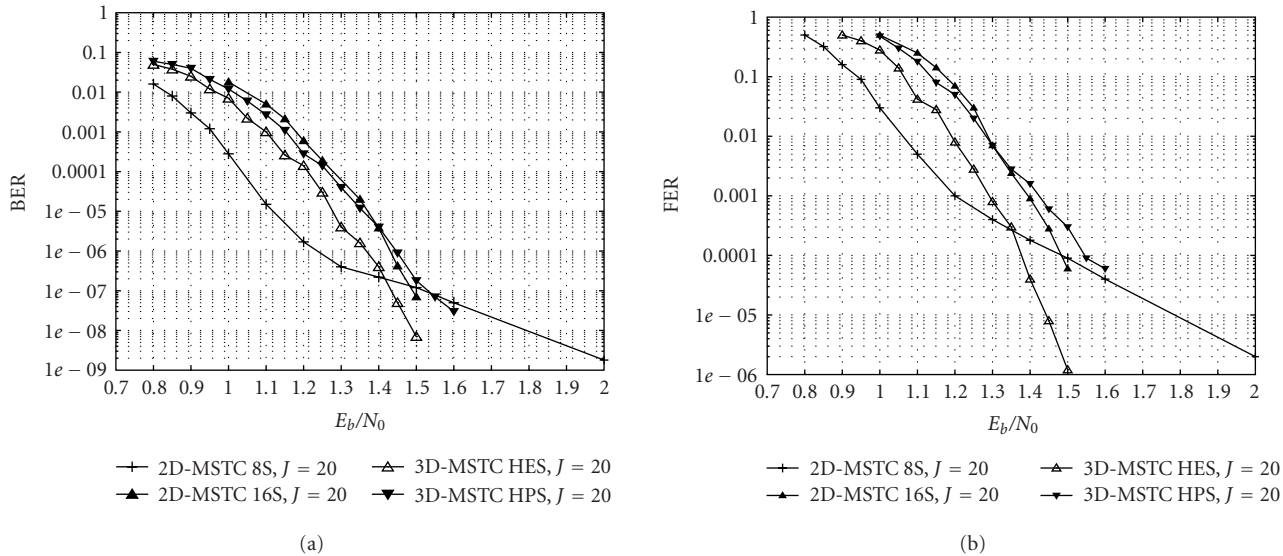 1
0.1
0.01
0.001
0.0001
1e − 05
1e − 06
1e − 07
1e − 08
1e − 09
BER
0.7 0.8 0.9 1 1.1 1.2 1.3 1.4 1.5 1.6 1.7 1.8 1.9 2
E_b/N_0
2D-MSTC 8S, J = 20
2D-MSTC 16S, J = 20
3D-MSTC HES, J = 20
3D-MSTC HPS, J = 20
(a)
1
0.1
0.01
0.001
0.0001
1e − 05
1e − 06
FER
0.7 0.8 0.9 1 1.1 1.2 1.3 1.4 1.5 1.6 1.7 1.8 1.9 2
E_b/N_0
2D-MSTC 8S, J = 20
2D-MSTC 16S, J = 20
3D-MSTC HES, J = 20
3D-MSTC HPS, J = 20
(b)